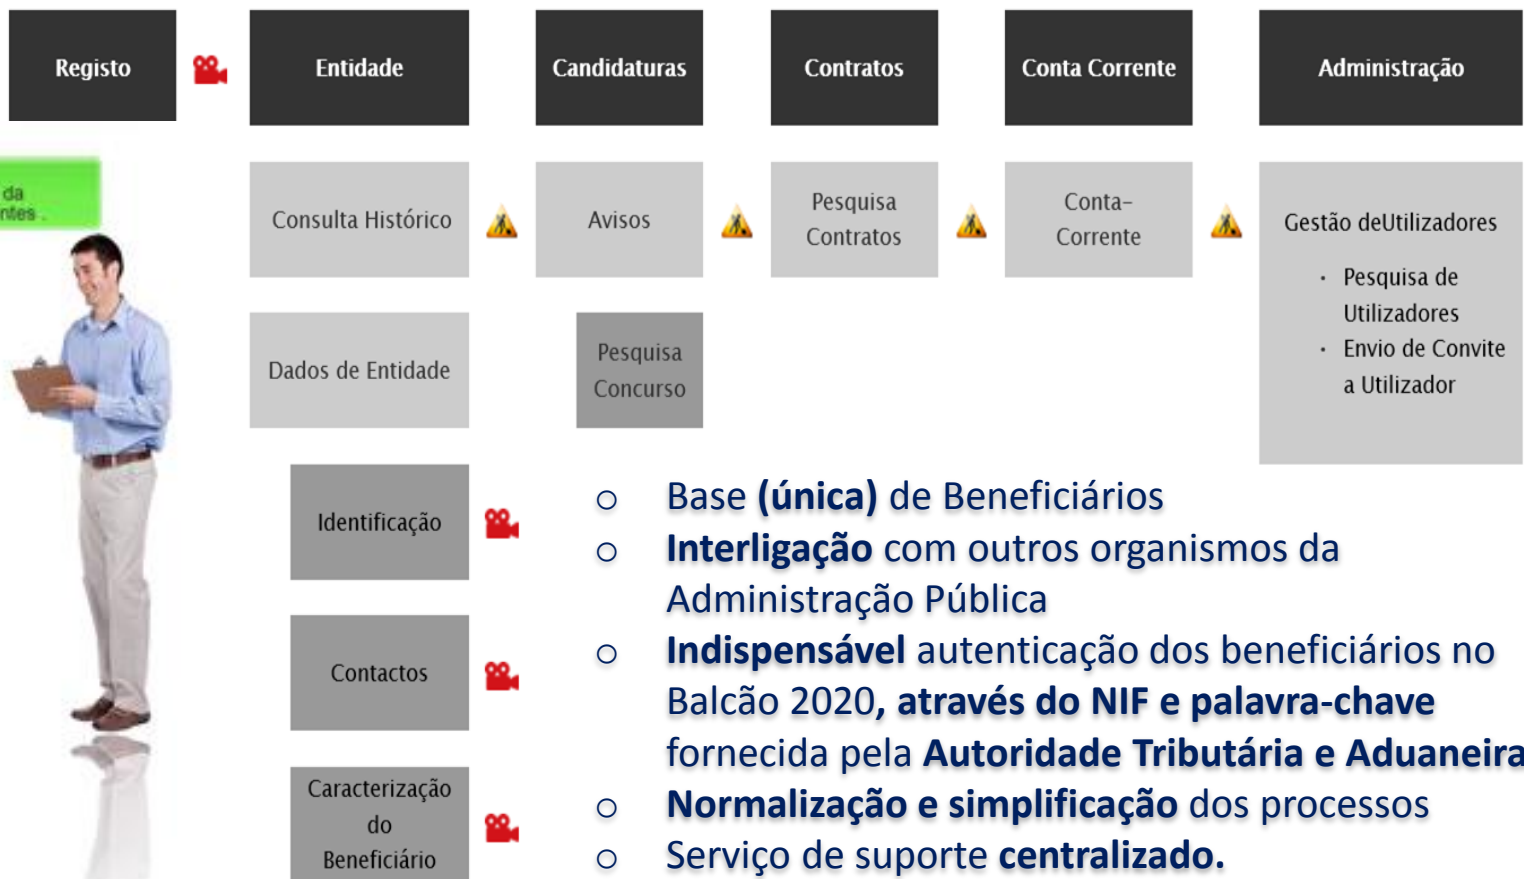 Registo
Entidade
Candidaturas
Contratos
Conta Corrente
Administração
da
ntes .
Consulta Histórico
Avisos
Pesquisa
Contratos
Conta-
Corrente
Gestão deUtilizadores
• Pesquisa de
Utilizadores
• Envio de Convite
a Utilizador
Dados de Entidade
Pesquisa
Concurso
Identificação
Contactos
Caracterização
do
Beneficiário
o Base (única) de Beneficiários
o Interligação com outros organismos da
Administração Pública
o Indispensável autenticação dos beneficiários no
Balcão 2020, através do NIF e palavra-chave
fornecida pela Autoridade Tributária e Aduaneira
o Normalização e simplificação dos processos
o Serviço de suporte centralizado.